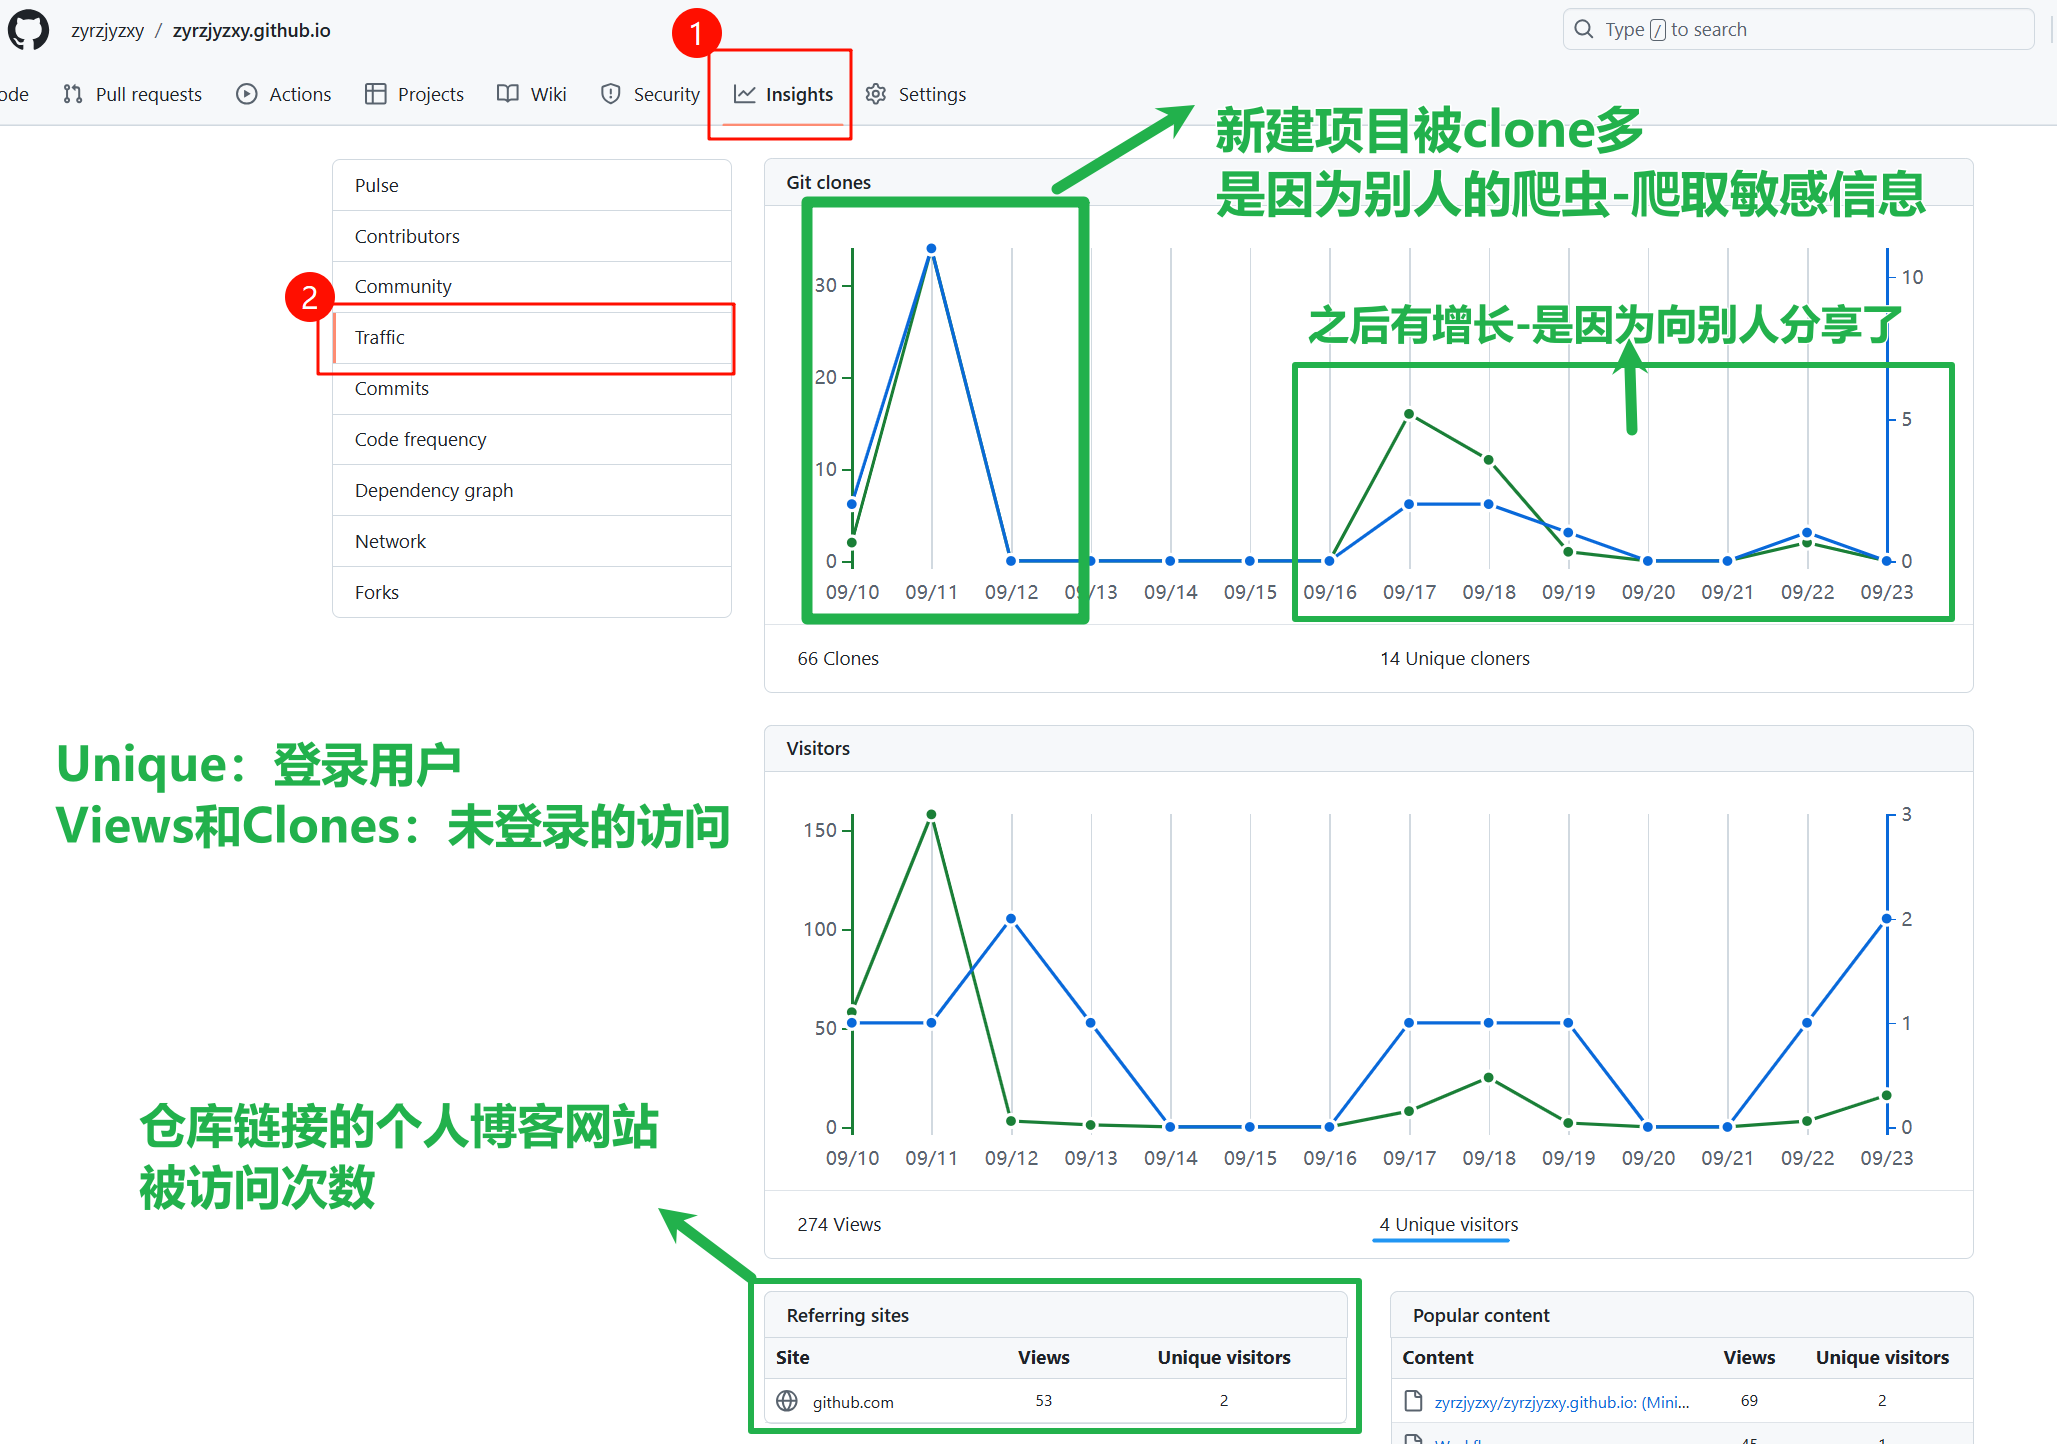 zyrzjyzxy / zyrzjyzxy.github.io
Type / to search
1
ode
Pull requests
Actions
Projects
Wiki
Security
Insights
Settings
新建项目被clone多
是因为别人的爬虫-爬取敏感信息
Pulse
Contributors
Community
2
Traffic
Commits
Code frequency
Dependency graph
Network
Forks
Git clones
之后有增长-是因为向别人分享了
30
20
10
0
10
5
0
09/10 09/11 09/12 09/13 09/14 09/15 09/16 09/17 09/18 09/19 09/20 09/21 09/22 09/23
66 Clones
14 Unique cloners
Unique：登录用户
Views和Clones：未登录的访问
Visitors
150
100
50
0
3
2
1
0
09/10 09/11 09/12 09/13 09/14 09/15 09/16 09/17 09/18 09/19 09/20 09/21 09/22 09/23
274 Views
4 Unique visitors
仓库链接的个人博客网站
被访问次数
Referring sites
Site Views Unique visitors
github.com 53 2
Popular content
Content Views Unique visitors
zyrzjyzxy/zyrzjyzxy.github.io: (Mini... 69 2